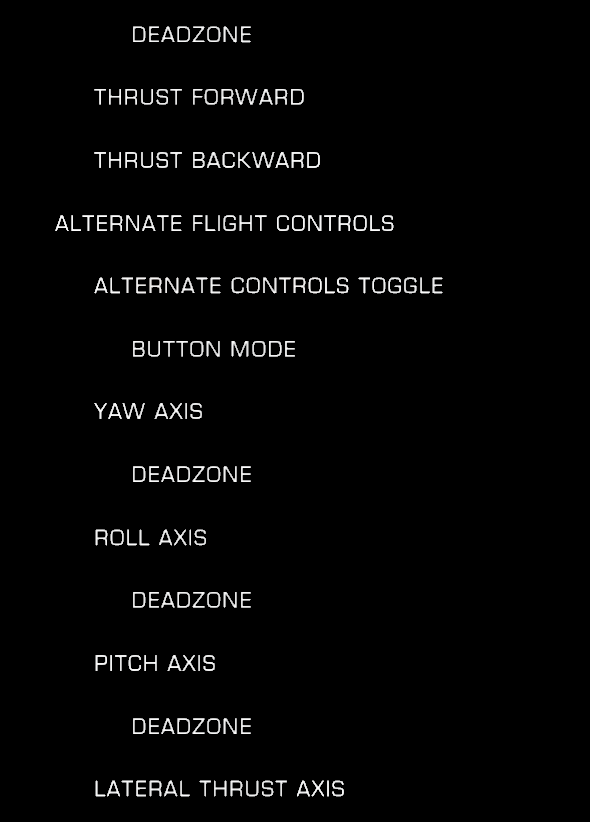 DEADZONE
THRUST FORWARD
THRUST BACKWARD
ALTERNATE FLIGHT CONTROLS
ALTERNATE CONTROLS TOGGLE
BUTTON MODE
YAW AXIS
DEADZONE
ROLL AXIS
DEADZONE
PITCH AXIS
DEADZONE
LATERAL THRUST AXIS